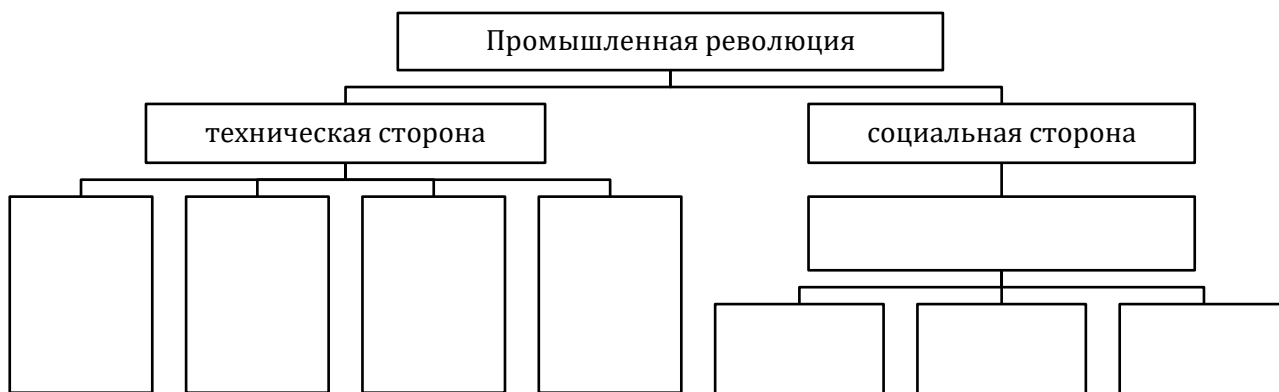 Промышленная революция
техническая сторона
социальная сторона